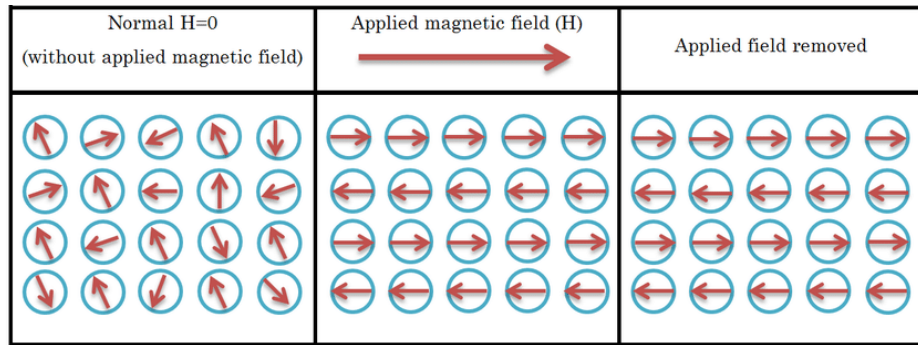 Normal H=0
(without applied magnetic field)
Applied magnetic field (H)
Applied field removed